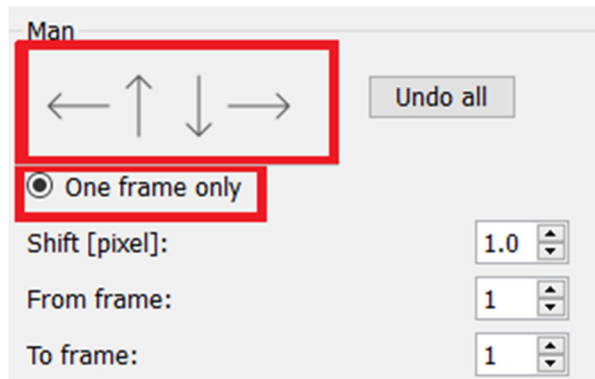 Man
← ↑ ↓ →
Undo all
One frame only
Shift [pixel]: 1.0
From frame: 1
To frame: 1